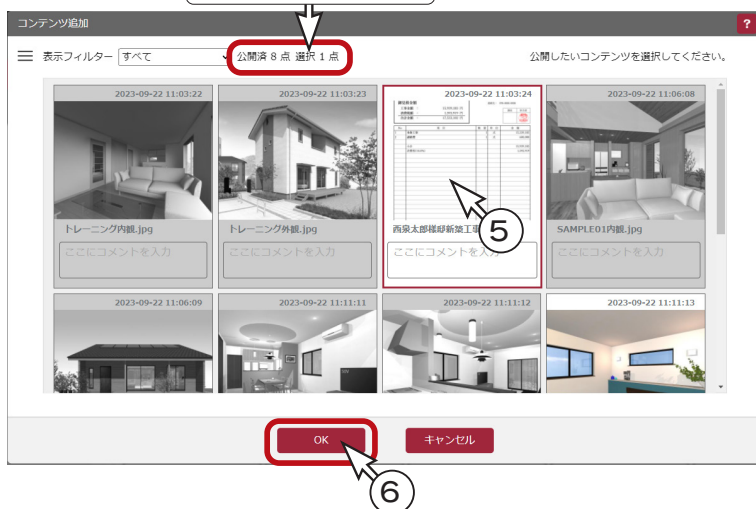 コンテンツ追加
?
表示フィルター すべて 公開済 8 点 選択 1 点 公開したいコンテンツを選択してください。
2023-09-22 11:03:22
トレーニング内観.jpg
ここにコメントを入力
2023-09-22 11:03:23
トレーニング外観.jpg
ここにコメントを入力
2023-09-22 11:03:24
西泉太郎様邸新築工事
ここにコメントを入力
5
2023-09-22 11:06:08
SAMPLE01内観.jpg
ここにコメントを入力
2023-09-22 11:06:09
2023-09-22 11:11:11
2023-09-22 11:11:12
2023-09-22 11:11:13
OK
キャンセル
6